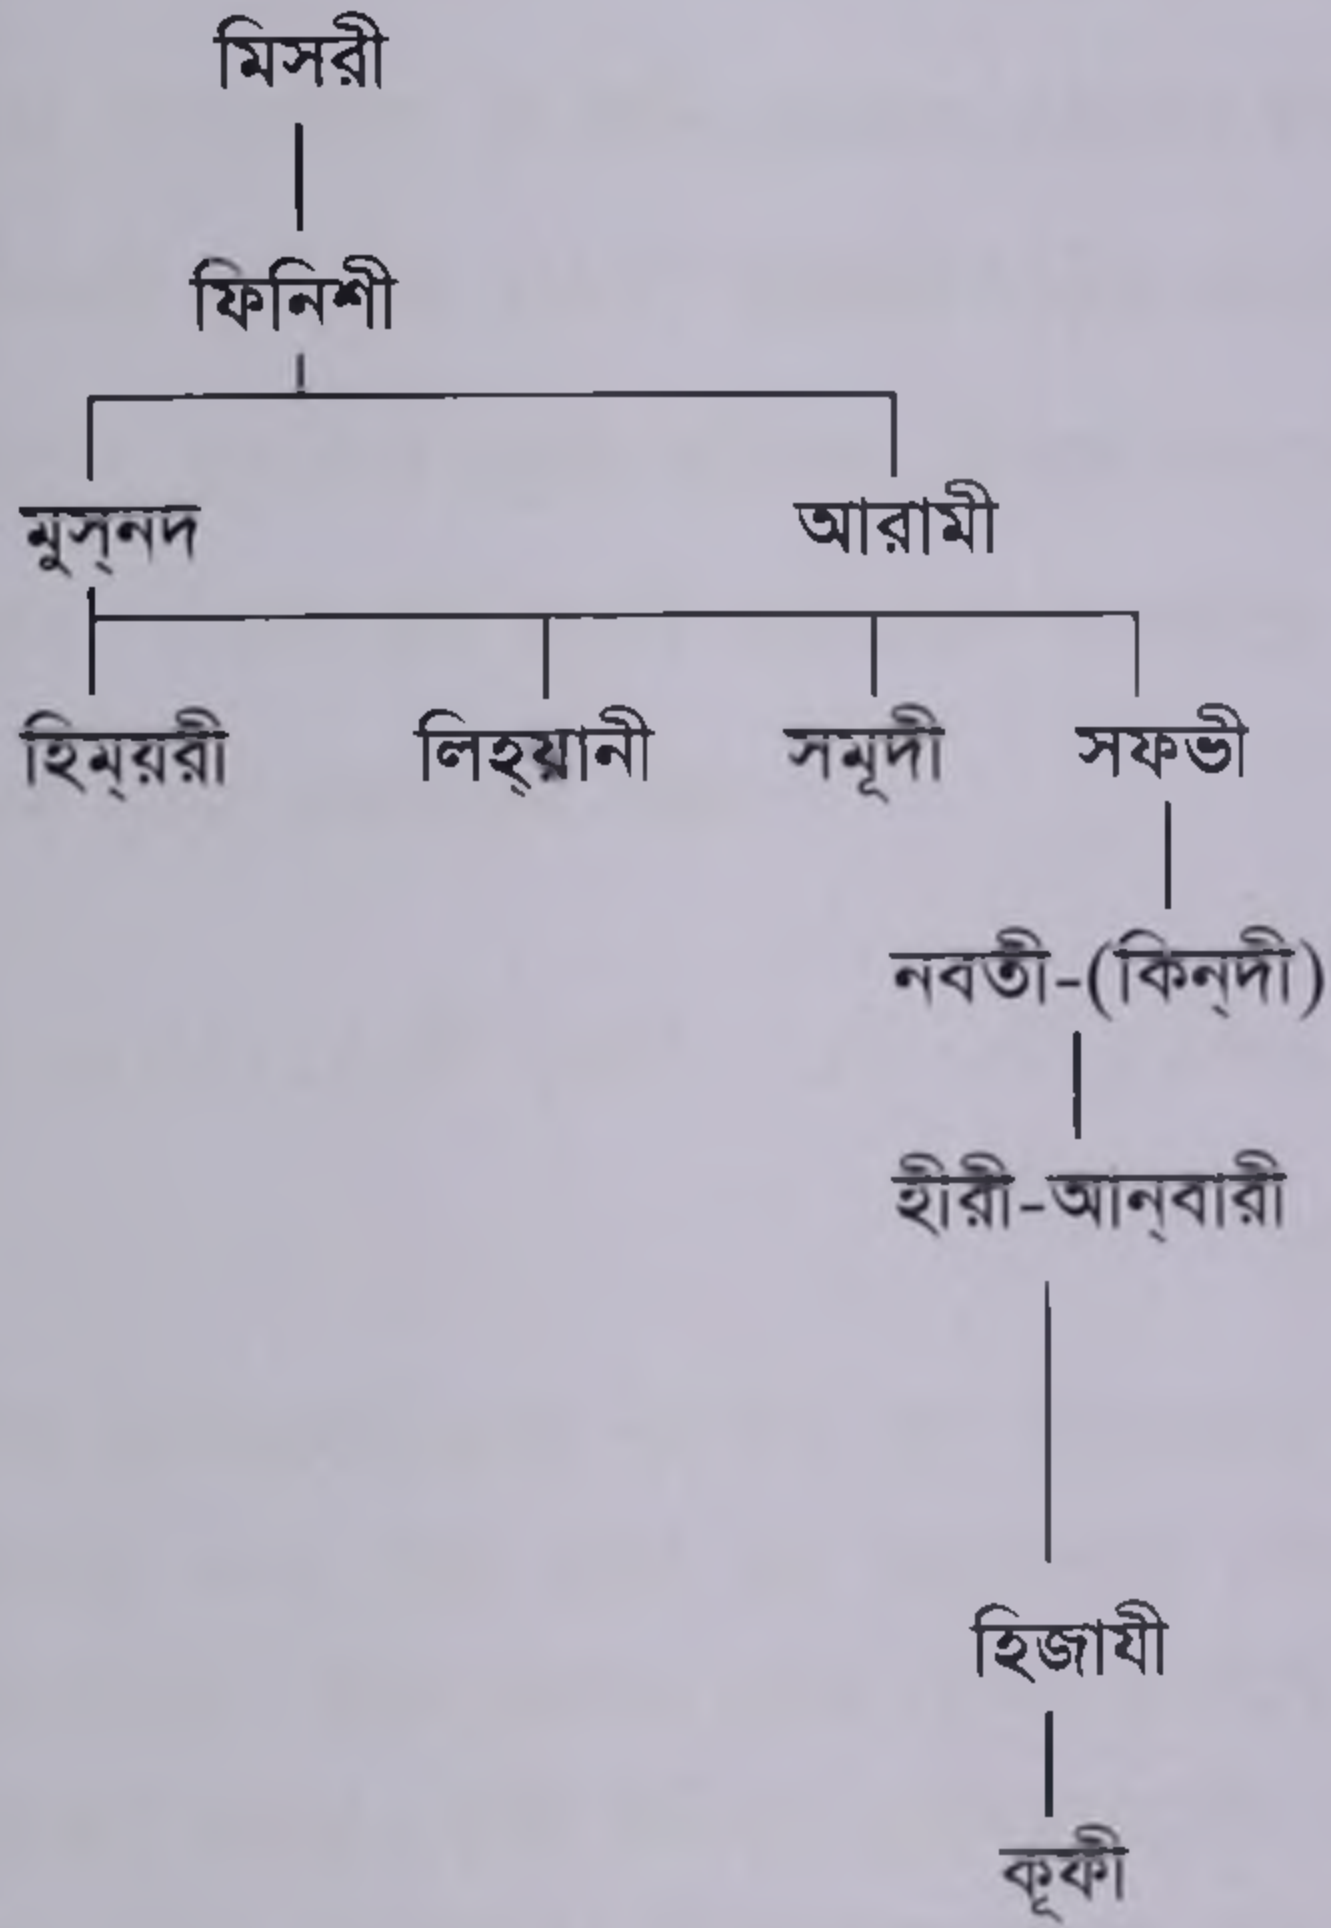 মিসরী
ফিনিশী
মুস্‌নদ আরামী
হিম্‌য়রী লিহ্‌য়ানী সমূদী সফভী
নবতী-(কিন্‌দী)
হীরী-আন্‌বারী
হিজাযী
কূফী